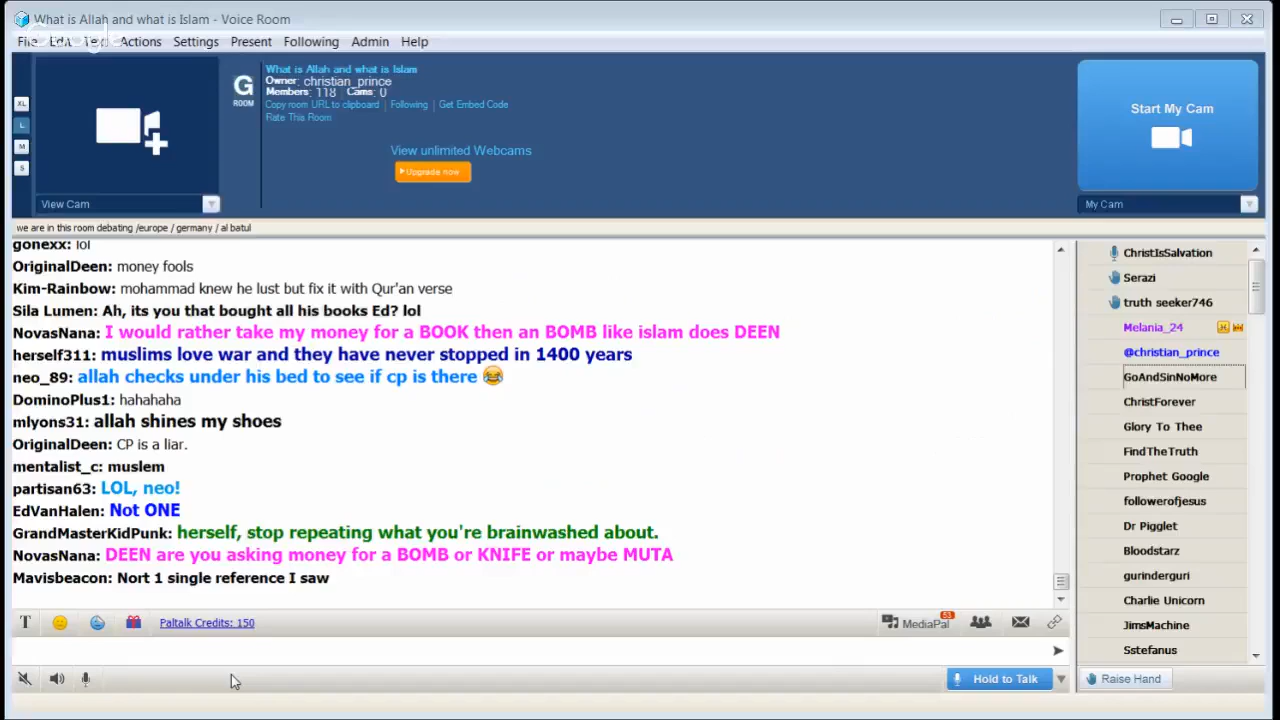 What is Allah and what is Islam - Voice Room
Google
File Edit Text Actions Settings Present Following Admin Help
What is Allah and what is Islam
G
ROOM
Owner: christian_prince
Members: 118 Cams: 0
Copy room URL to clipboard | Following | Get Embed Code
Rate This Room
View unlimited Webcams
Upgrade now
Start My Cam
XL
L
M
S
View Cam
My Cam
we are in this room debating /europe / germany / al batul
gonexx: lol
OriginalDeen: money fools
Kim-Rainbow: mohammad knew he lust but fix it with Qur'an verse
Sila Lumen: Ah, its you that bought all his books Ed? lol
NovasNana: I would rather take my money for a BOOK then an BOMB like islam does DEEN
herself311: muslims love war and they have never stopped in 1400 years
neo_89: allah checks under his bed to see if cp is there 😂
DominoPlus1: hahahaha
mlyons31: allah shines my shoes
OriginalDeen: CP is a liar.
mentalist_c: muslem
partisan63: LOL, neo!
EdVanHalen: Not ONE
GrandMasterKidPunk: herself, stop repeating what you're brainwashed about.
NovasNana: DEEN are you asking money for a BOMB or KNIFE or maybe MUTA
Mavisbeacon: Nort 1 single reference I saw
ChristIsSalvation
Serazi
truth seeker746
Melania_24
@christian_prince
GoAndSinNoMore
ChristForever
Glory To Thee
FindTheTruth
Prophet Google
followerofjesus
Dr Pigglet
Bloodstarz
gurinderguri
Charlie Unicorn
JimsMachine
Sstefanus
T
Paltalk Credits: 150
MediaPal
53
Hold to Talk
Raise Hand